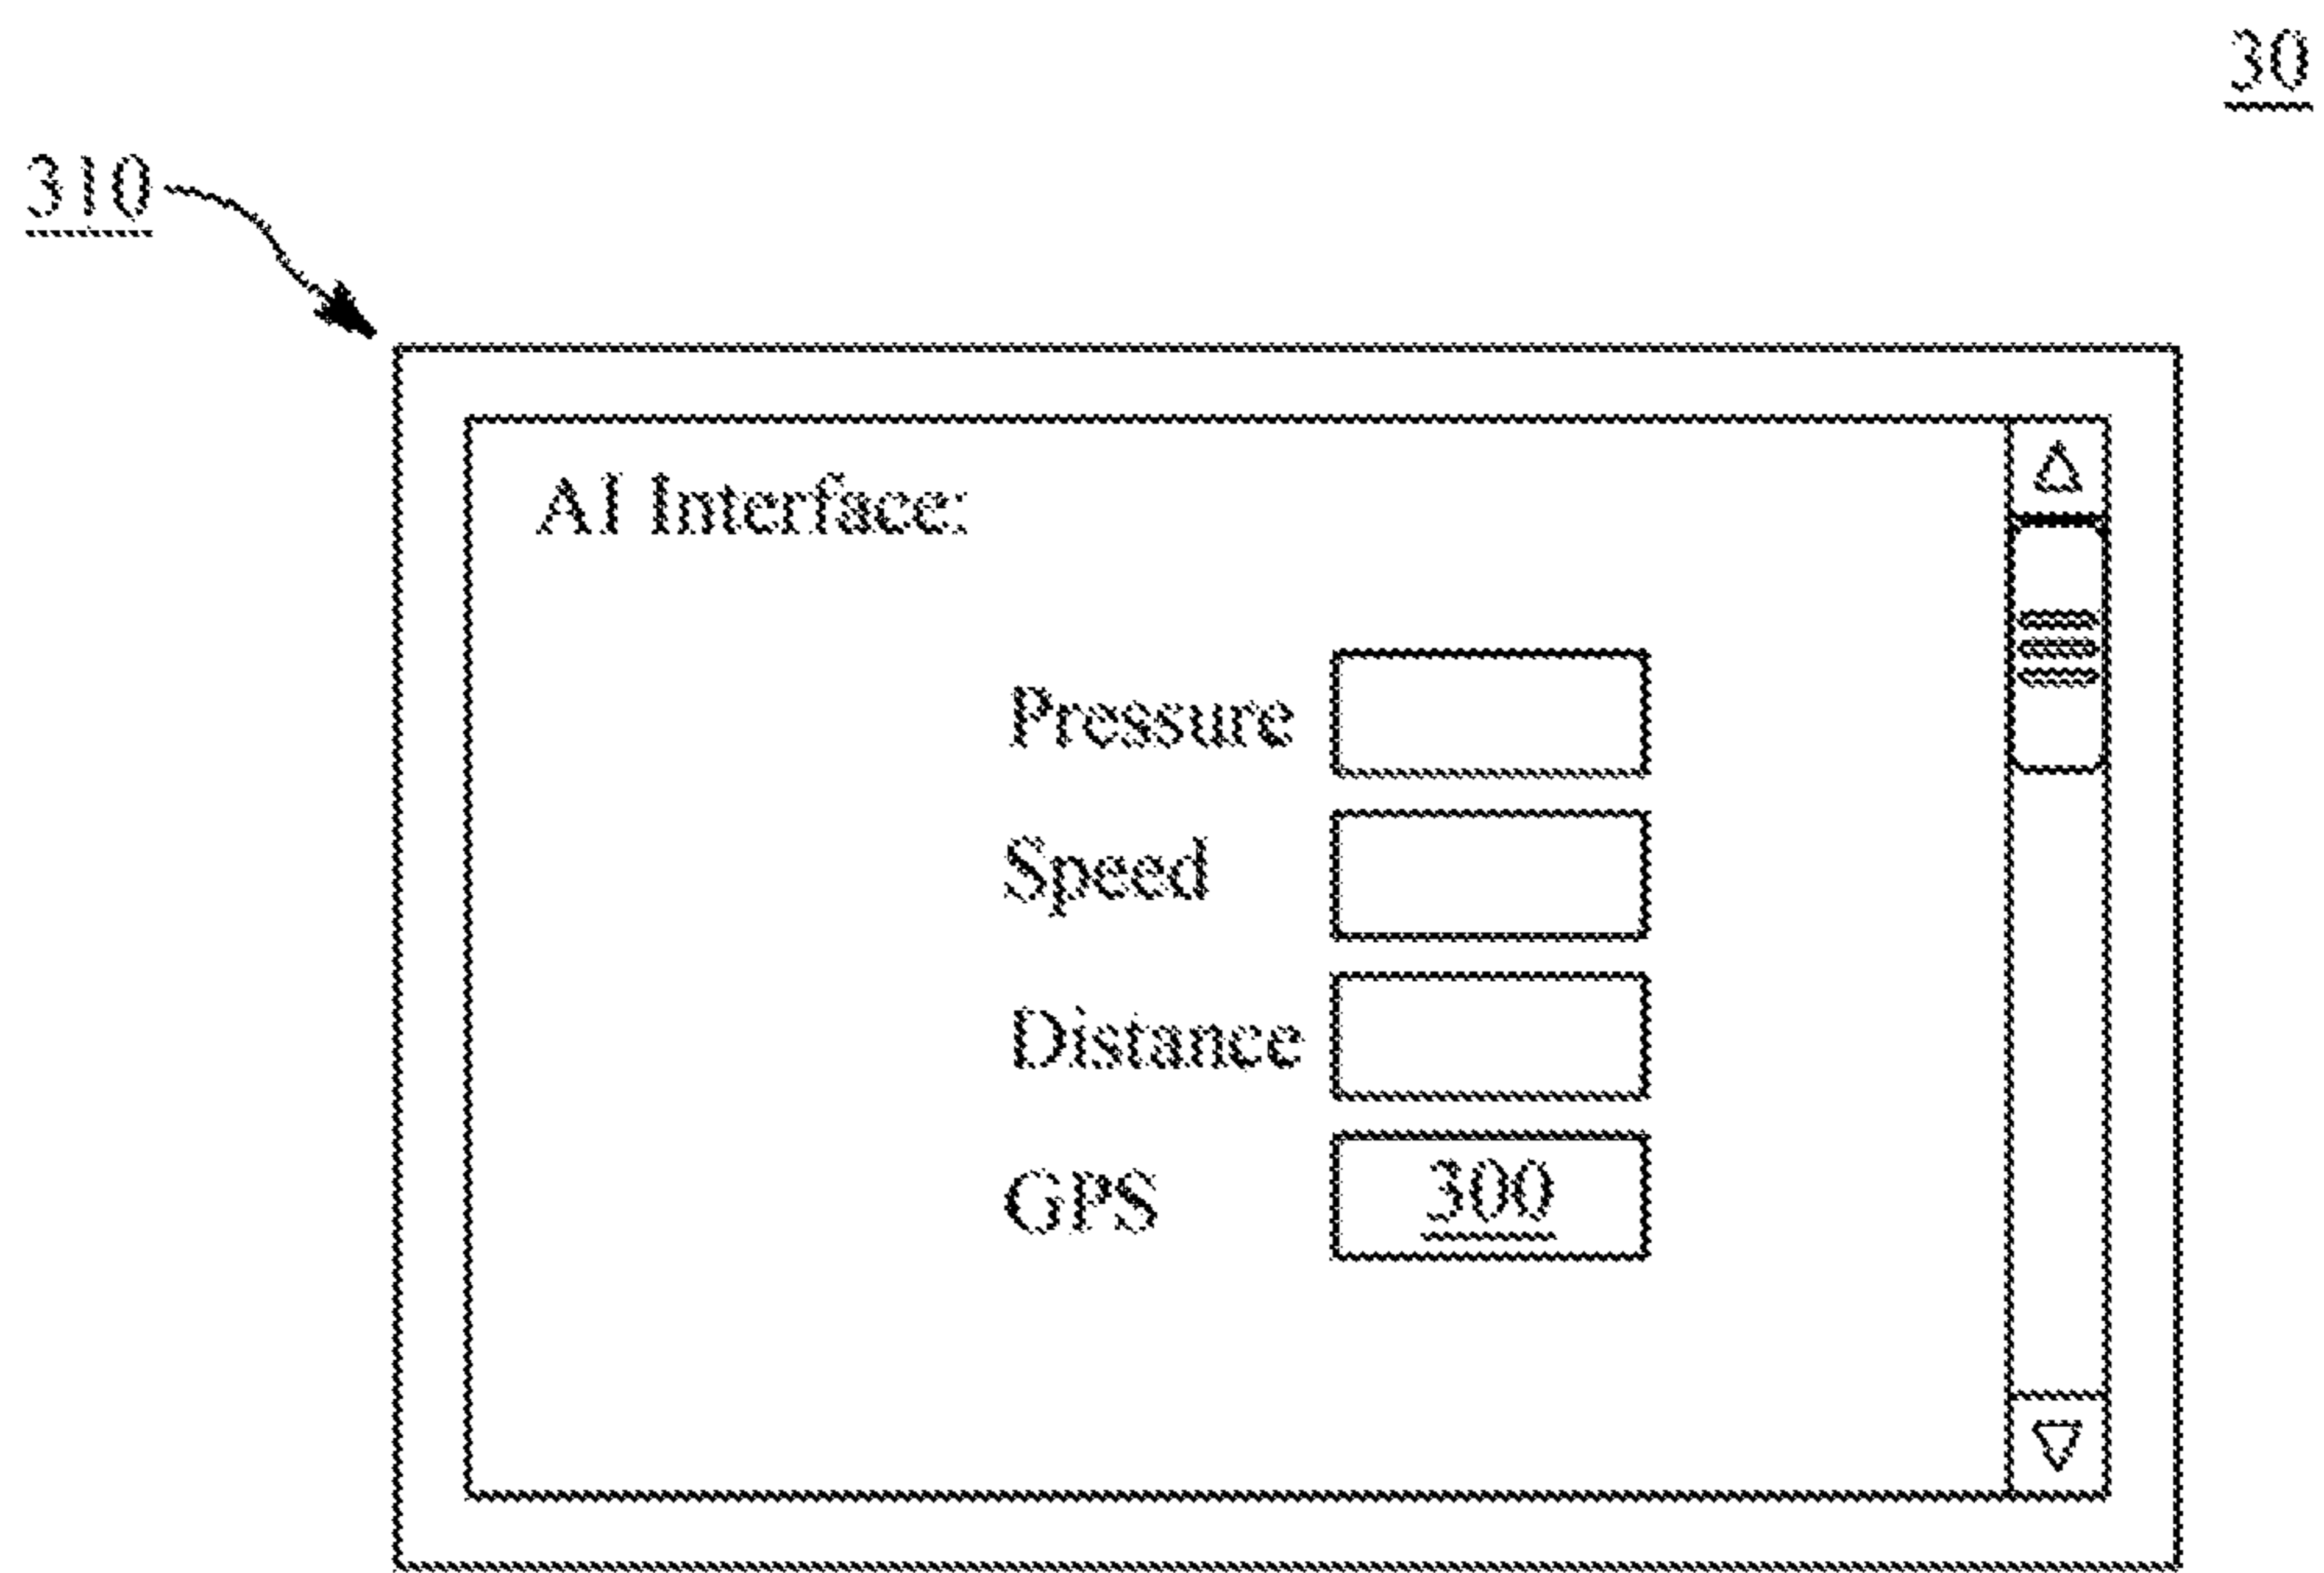 30
310
AI Interface:
Pressure
Speed
Distance
GPS 300